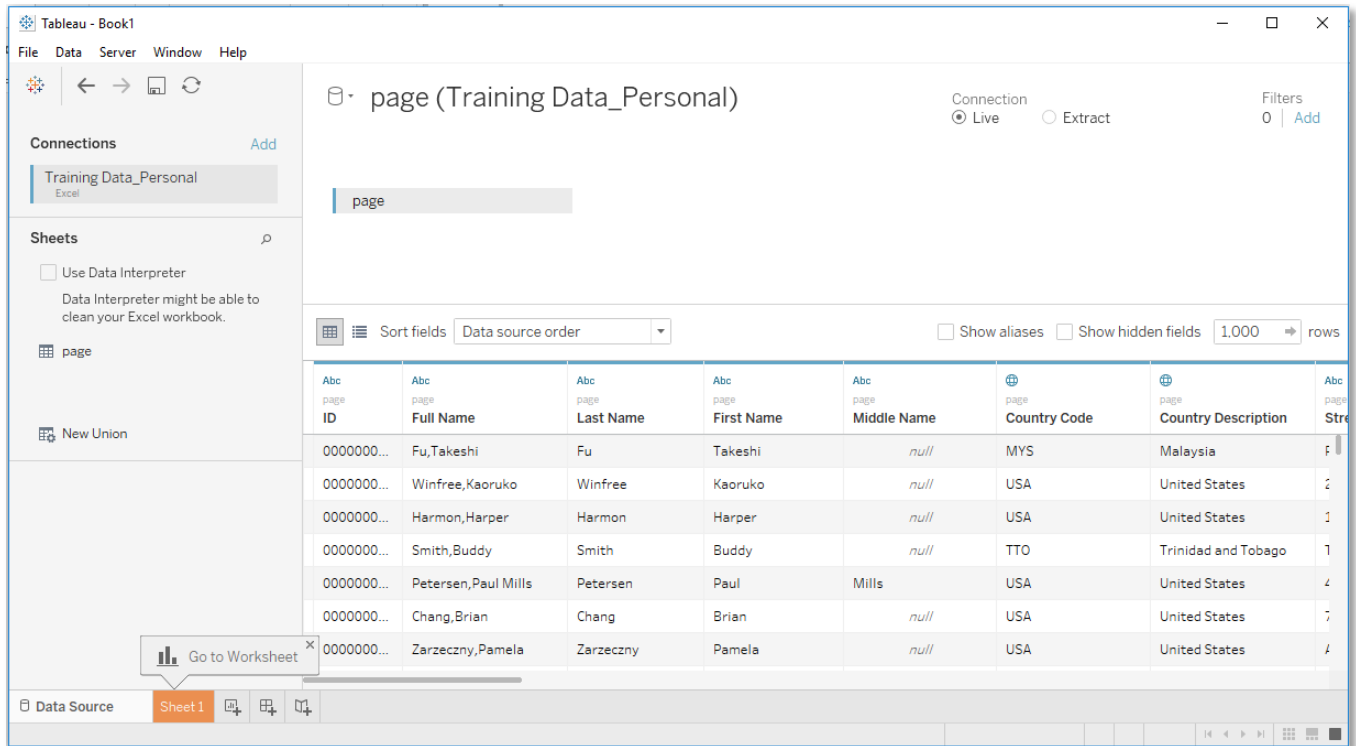 Tableau - Book1
File Data Server Window Help
page (Training Data_Personal)
Connection
Live Extract
Filters
0 Add
Connections Add
Training Data_Personal
Excel
page
Sheets
Use Data Interpreter
Data Interpreter might be able to
clean your Excel workbook.
page
New Union
Sort fields Data source order Show aliases Show hidden fields 1,000 rows
Abc Abc Abc Abc Abc Abc
page page page page page page page page
ID Full Name Last Name First Name Middle Name Country Code Country Description Stre
0000000... Fu,Takeshi Fu Takeshi null MYS Malaysia
0000000... Winfree,Kaoruko Winfree Kaoruko null USA United States
0000000... Harmon,Harper Harmon Harper null USA United States
0000000... Smith,Buddy Smith Buddy null TTO Trinidad and Tobago
0000000... Petersen,Paul Mills Petersen Paul Mills USA United States
0000000... Chang,Brian Chang Brian null USA United States
0000000... Zarzeczny,Pamela Zarzeczny Pamela null USA United States
Go to Worksheet
Data Source Sheet 1